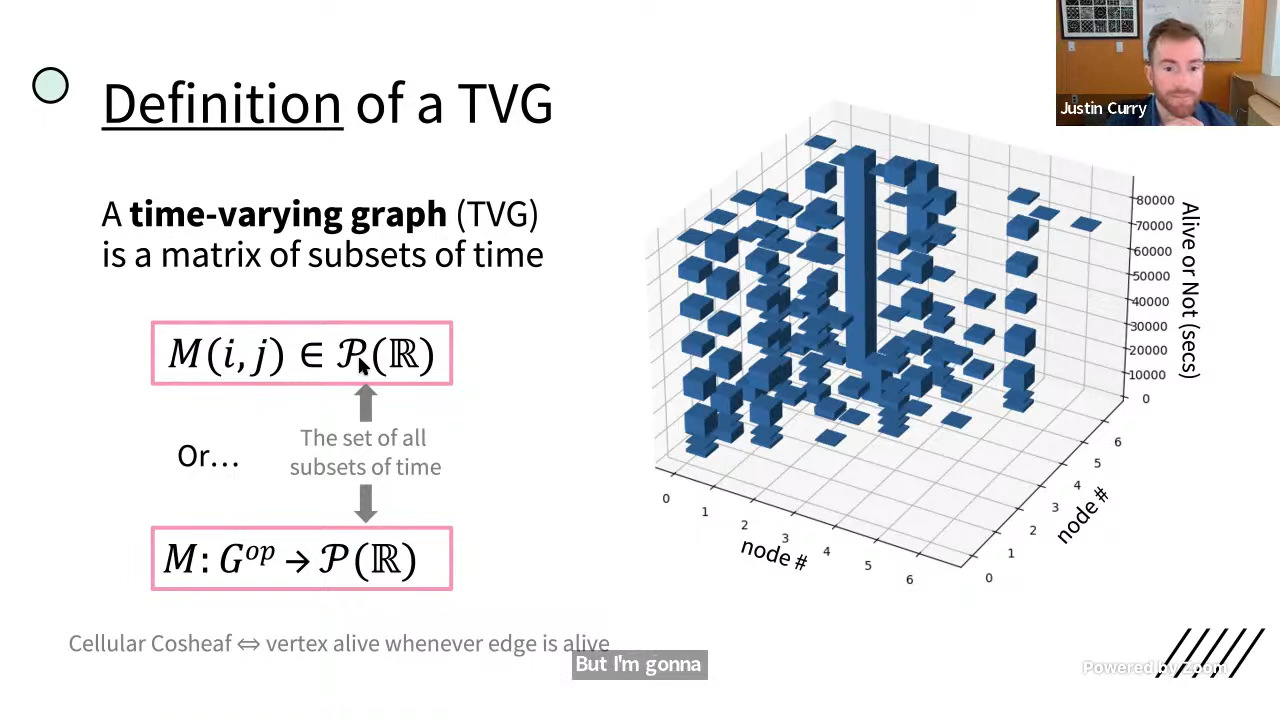 Definition of a TVG
Justin Curry
A time-varying graph (TVG)
is a matrix of subsets of time
M(i, j) ∈ 𝒫(ℝ)
Or…
The set of all
subsets of time
M: Gᵒᵖ → 𝒫(ℝ)
Cellular Cosheaf ⇔ vertex alive whenever edge is alive
But I'm gonna
80000
70000
60000
50000
40000
30000
20000
10000
0
Alive or Not (secs)
0
1
2
3
4
5
6
node #
0
1
2
3
4
5
6
node #
Powered by Zoom